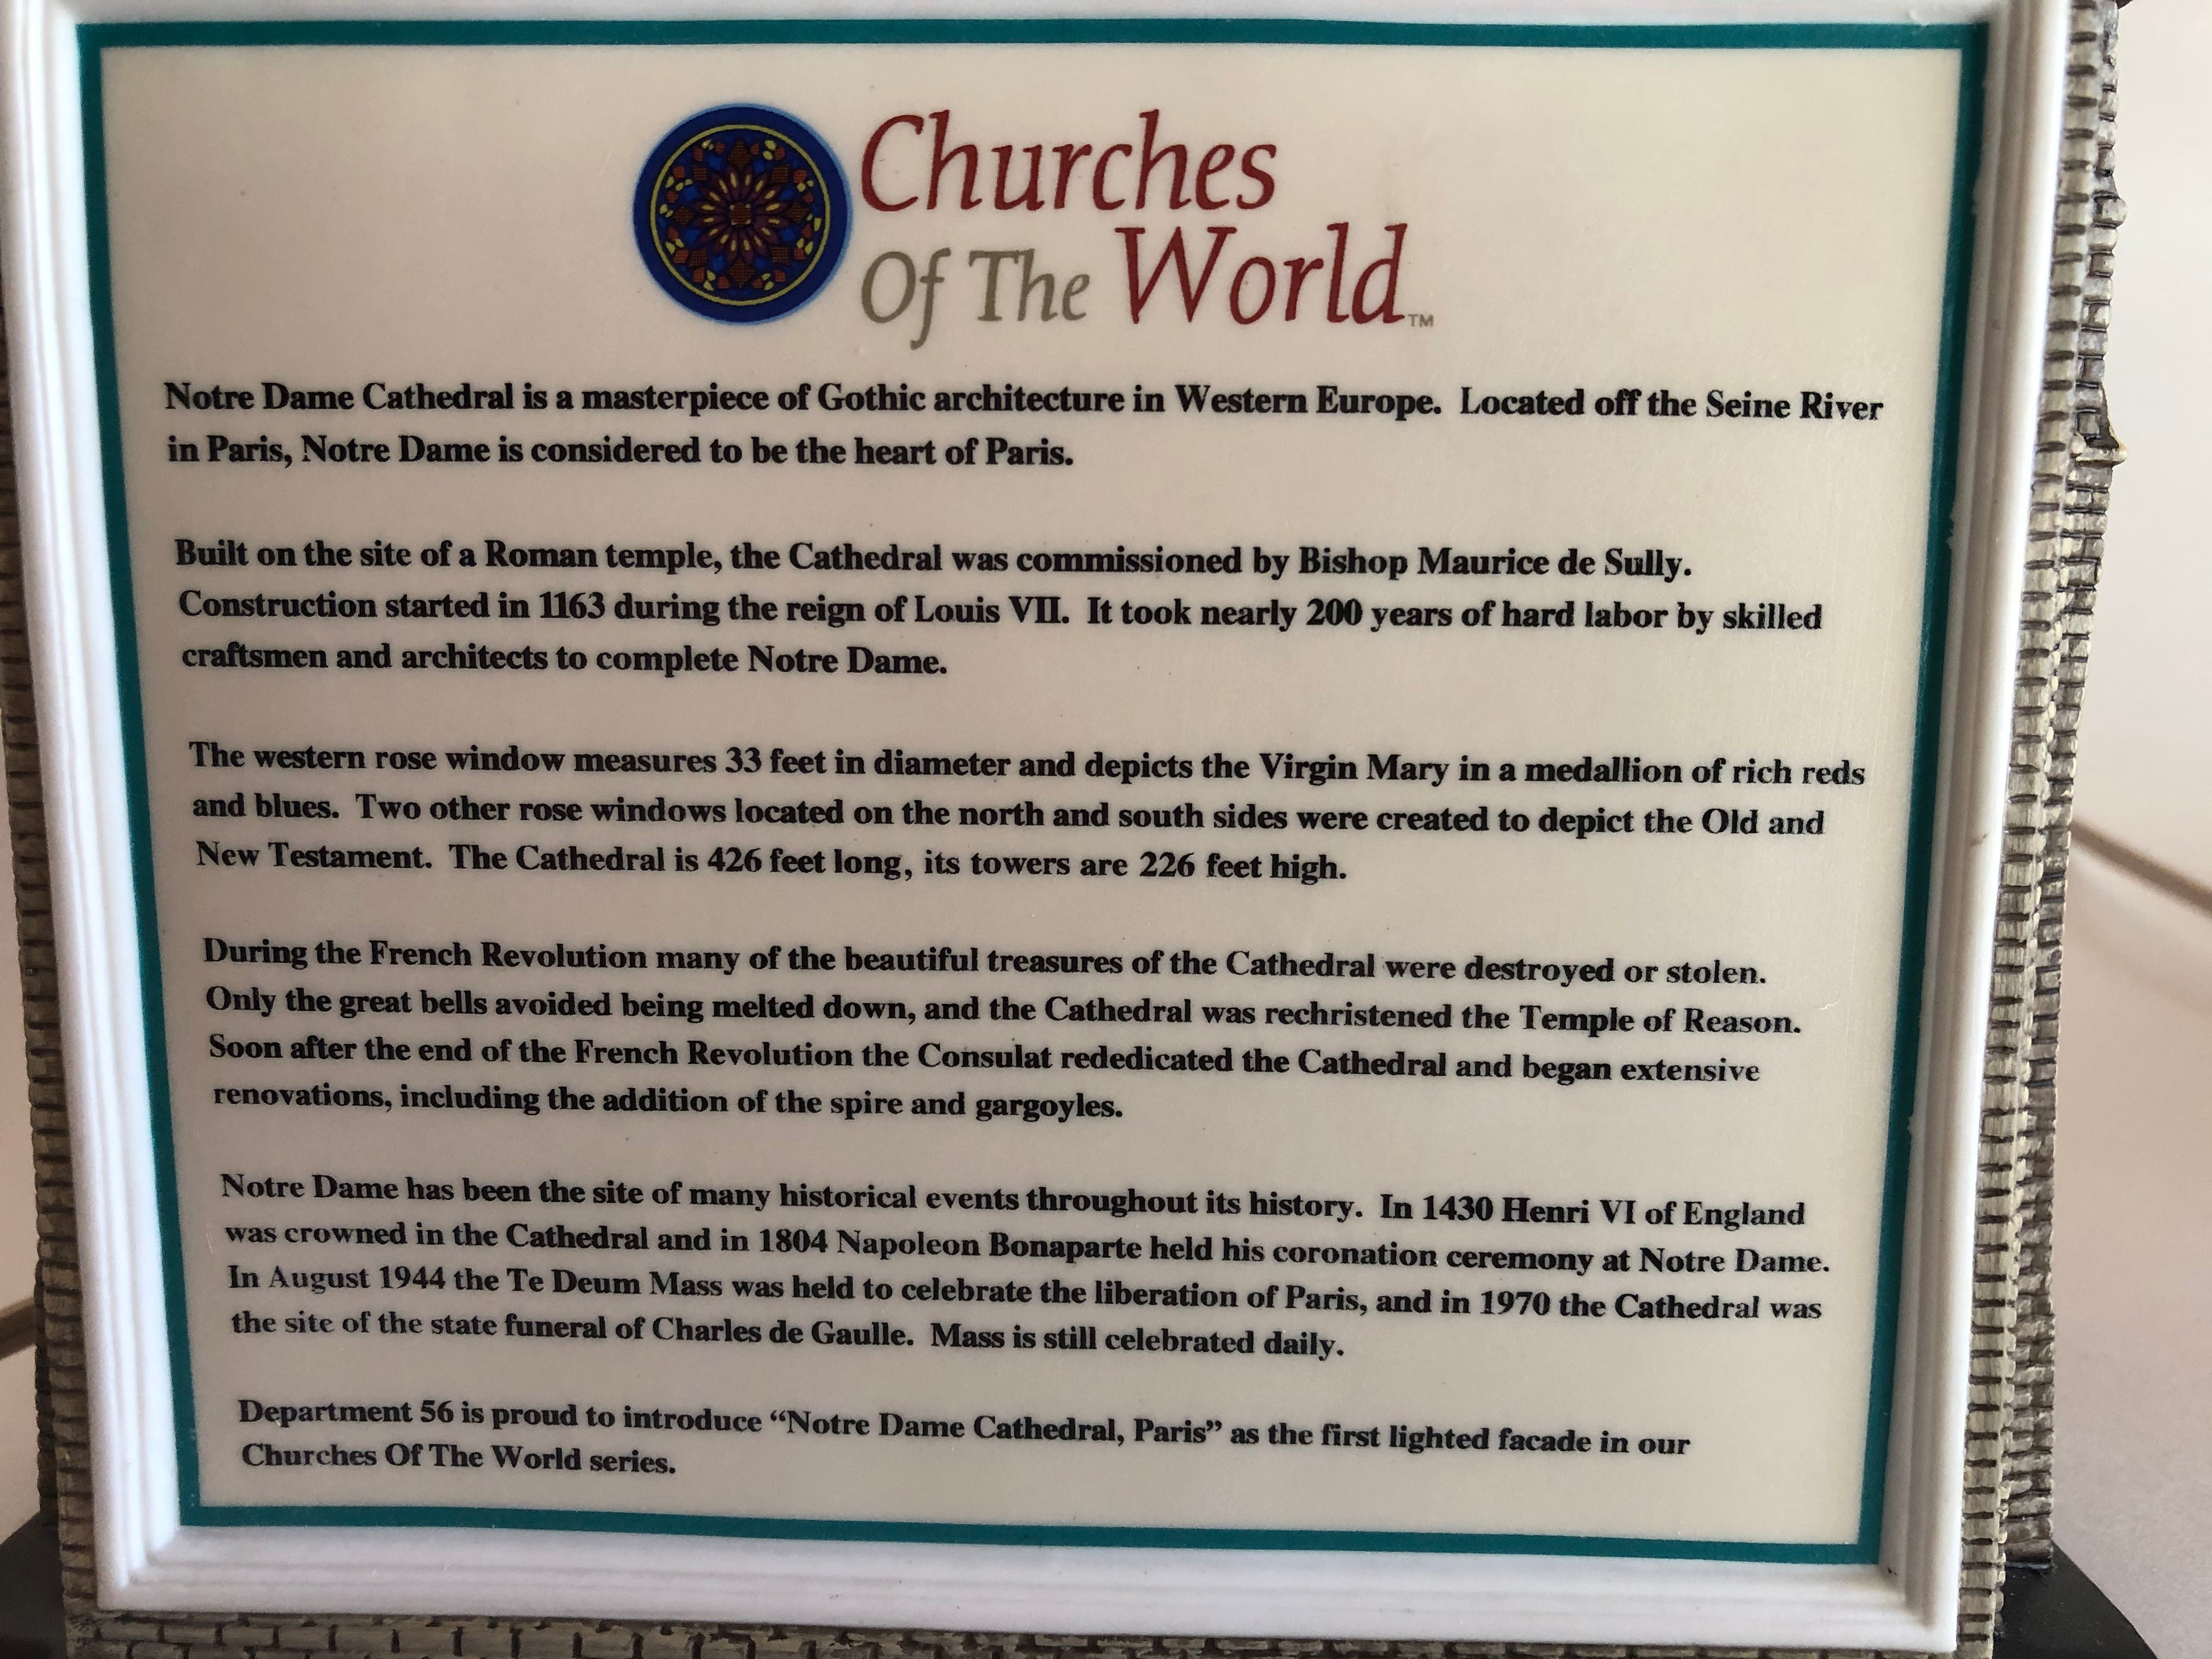 Churches
Of The World™
Notre Dame Cathedral is a masterpiece of Gothic architecture in Western Europe. Located off the Seine River
in Paris, Notre Dame is considered to be the heart of Paris.
Built on the site of a Roman temple, the Cathedral was commissioned by Bishop Maurice de Sully.
Construction started in 1163 during the reign of Louis VII. It took nearly 200 years of hard labor by skilled
craftsmen and architects to complete Notre Dame.
The western rose window measures 33 feet in diameter and depicts the Virgin Mary in a medallion of rich reds
and blues. Two other rose windows located on the north and south sides were created to depict the Old and
New Testament. The Cathedral is 426 feet long, its towers are 226 feet high.
During the French Revolution many of the beautiful treasures of the Cathedral were destroyed or stolen.
Only the great bells avoided being melted down, and the Cathedral was rechristened the Temple of Reason.
Soon after the end of the French Revolution the Consulat rededicated the Cathedral and began extensive
renovations, including the addition of the spire and gargoyles.
Notre Dame has been the site of many historical events throughout its history. In 1430 Henri VI of England
was crowned in the Cathedral and in 1804 Napoleon Bonaparte held his coronation ceremony at Notre Dame.
In August 1944 the Te Deum Mass was held to celebrate the liberation of Paris, and in 1970 the Cathedral was
the site of the state funeral of Charles de Gaulle. Mass is still celebrated daily.
Department 56 is proud to introduce “Notre Dame Cathedral, Paris” as the first lighted facade in our
Churches Of The World series.